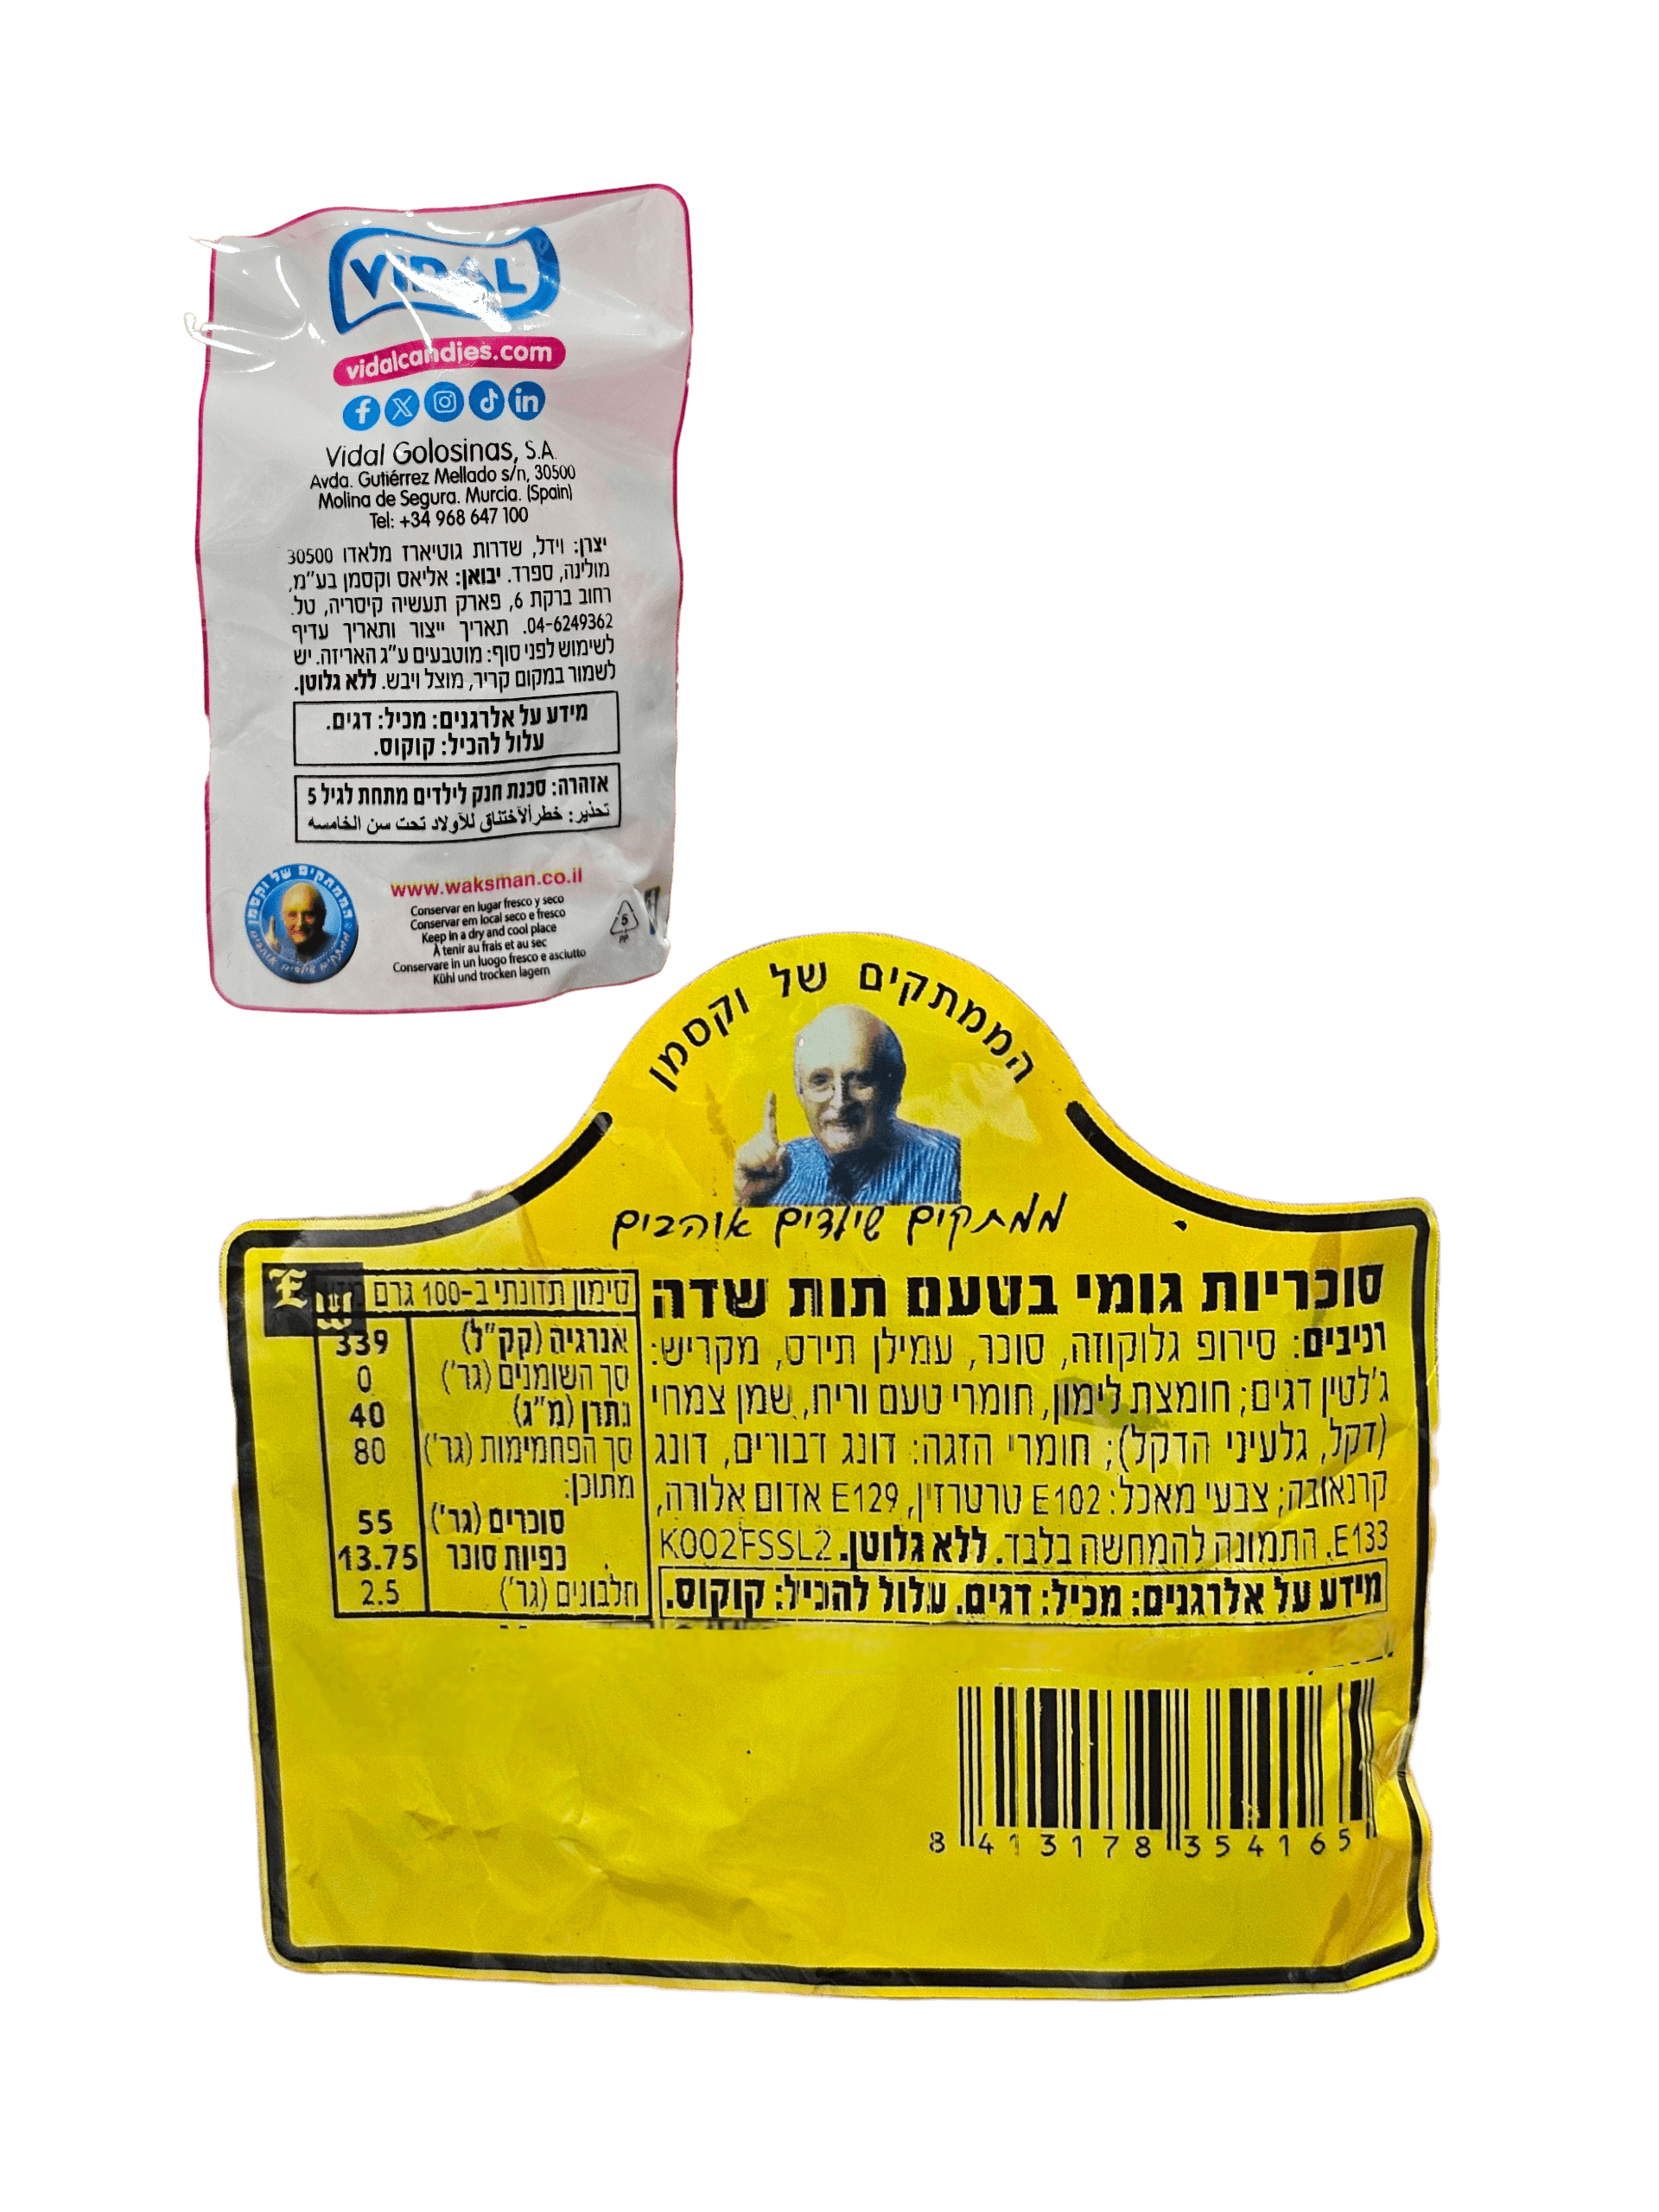 VIDAL
vidalcandies.com
Vidal Golosinas, S.A.
Avda. Gutiérrez Mellado s/n, 30500
Molina de Segura. Murcia. (Spain)
Tel: +34 968 647 100
יצרן: וידל, שדרות גוטיארז מלאדו 30500
מולינה, ספרד. יבואן: אליאס וקסמן בע"מ,
רחוב ברקת 6, פארק תעשיה קיסריה, טל.
04-6249362. תאריך ייצור ותאריך עדיף
לשימוש לפני סוף: מוטבעים ע"ג האריזה. יש
לשמור במקום קריר, מוצל ויבש. ללא גלוטן.
מידע על אלרגנים: מכיל: דגים.
עלול להכיל: קוקוס.
אזהרה: סכנת חנק לילדים מתחת לגיל 5
تحذير: خطر الاختناق للأولاد تحت سن الخامسه
הממתקים של וקסמן
ממתקים שילדים אוהבים
www.waksman.co.il
Conservar en lugar fresco y seco
Conservar em local seco e fresco
Keep in a dry and cool place
À tenir au frais et au sec
Conservare in un luogo fresco e asciutto
Kühl und trocken lagern
5
PP
הממתקים של וקסמן
ממתקים שילדים אוהבים
סוכריות גומי בטעם תות שדה
רכיבים: סירופ גלוקוזה, סוכר, עמילן תירס, מקריש:
ג'לטין דגים; חומצת לימון, חומרי טעם וריח, שמן צמחי
(דקל, גלעיני הדקל); חומרי הזגה: דונג דבורים, דונג
קרנאובה; צבעי מאכל: E102 טרטרזין, E129 אדום אלורה,
E133. התמונה להמחשה בלבד. ללא גלוטן. K002FSSL2
מידע על אלרגנים: מכיל: דגים. עלול להכיל: קוקוס.
סימון תזונתי ב-100 גרם
אנרגיה (קק"ל) 339
סך השומנים (גר') 0
נתרן (מ"ג) 40
סך הפחמימות (גר') 80
מתוכן:
סוכרים (גר') 55
כפיות סוכר 13.75
חלבונים (גר') 2.5
8 413178 354165